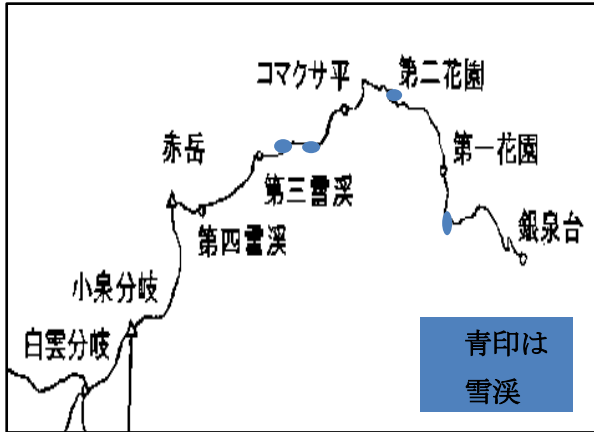 コマクサ平
第二花園
赤岳
第一花園
第三雪渓
第四雪渓
銀泉台
小泉分岐
白雲分岐
青印は
雪渓